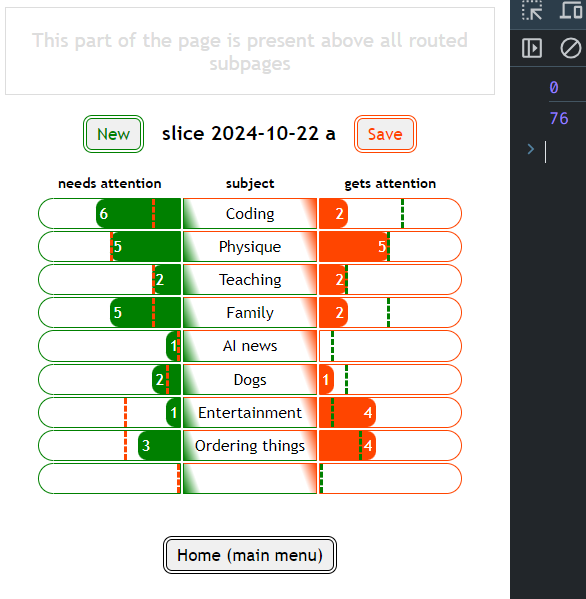 This part of the page is present above all routed
subpages
New slice 2024-10-22 a Save
needs attention subject gets attention
6 Coding 2
5 Physique 5
2 Teaching 2
5 Family 2
1 AI news
2 Dogs 1
1 Entertainment 4
3 Ordering things 4
Home (main menu)
0
76